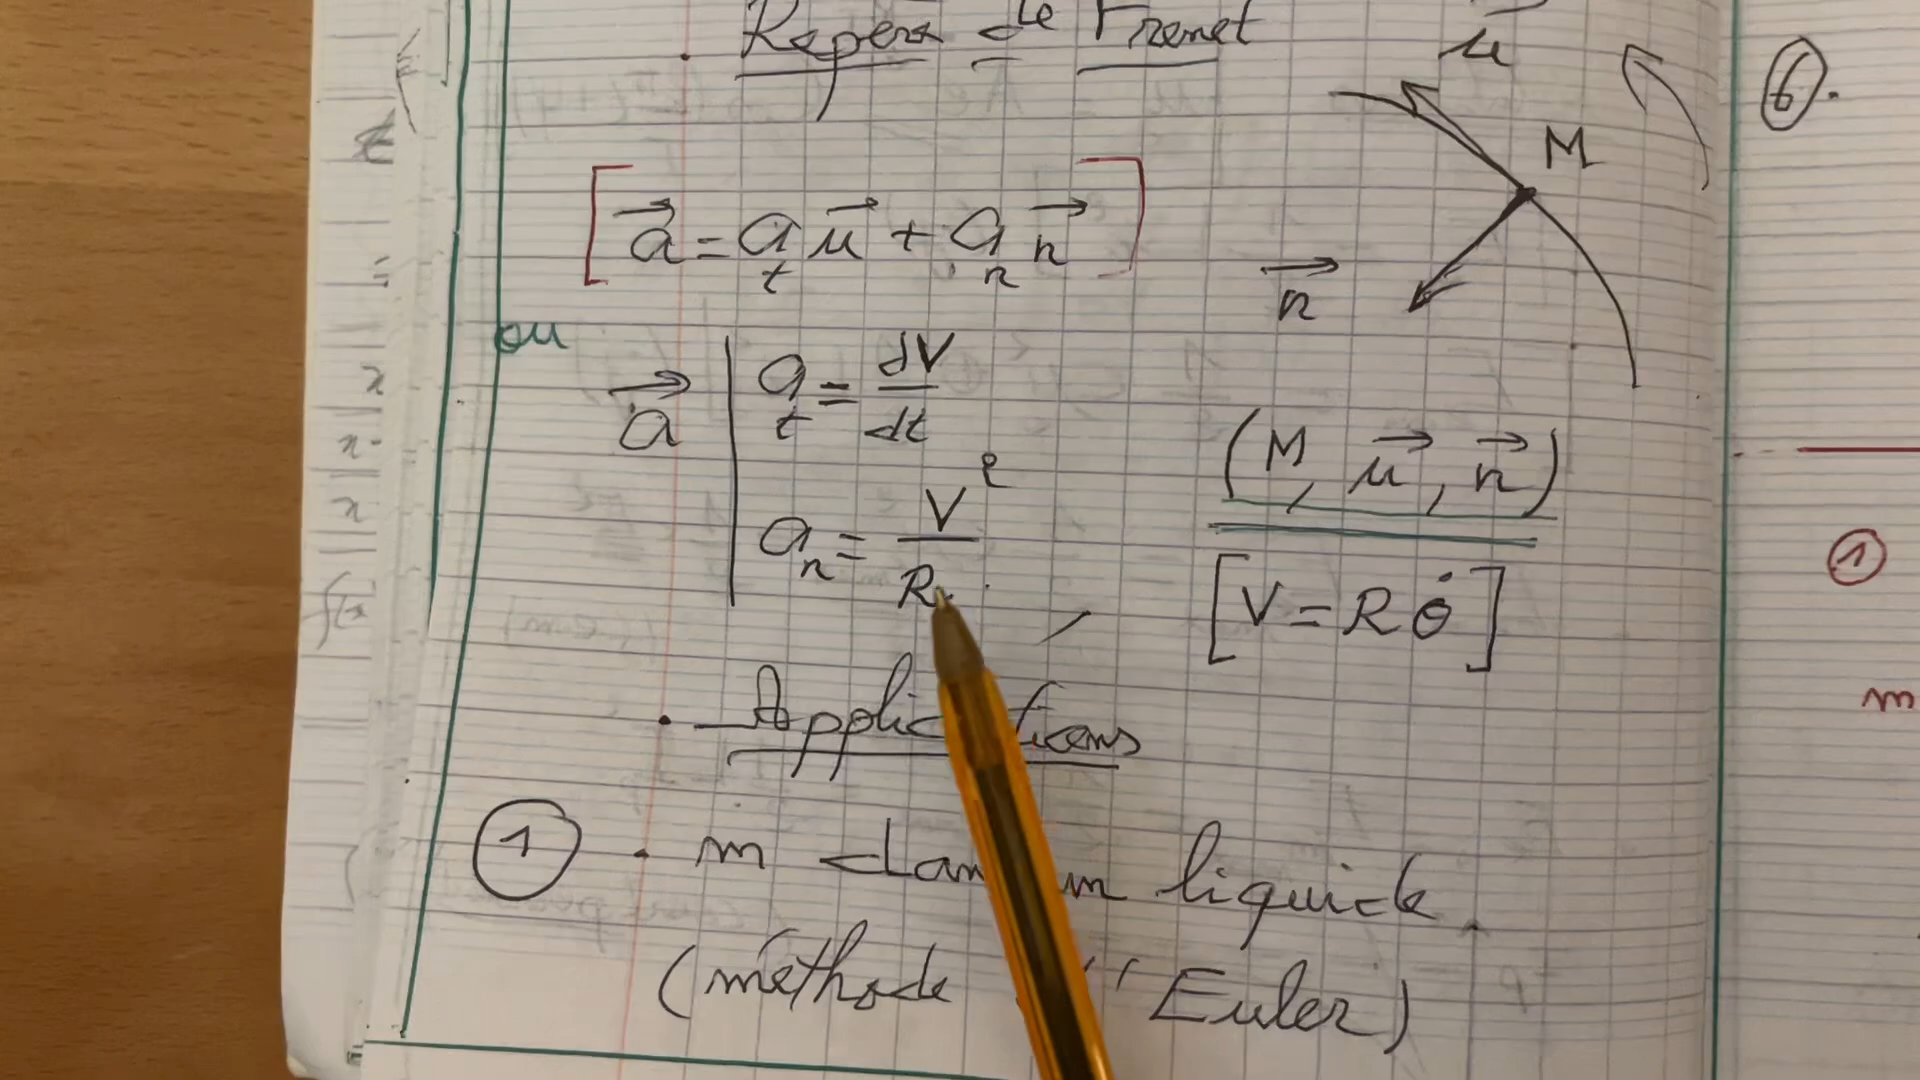 Repère de Frenet
u
M
6.
[a = a_t u + a_n n]
n
ou
a | a_t = dV/dt
(M, u, n)
a_n = V²/R
[V = R θ̇]
1
Applications
m
1 . m dans un liquide.
(méthode d'Euler)